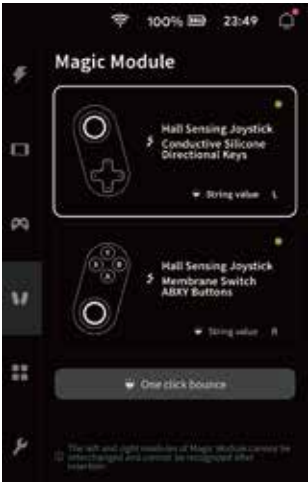 100% 23:49
Magic Module
Hall Sensing Joystick
Conductive Silicone
Directional Keys
String value L
Hall Sensing Joystick
Membrane Switch
ABXY Buttons
String value R
One click bounce
The left and right modules of Magic Module cannot be
interchanged and cannot be recognized after
insertion